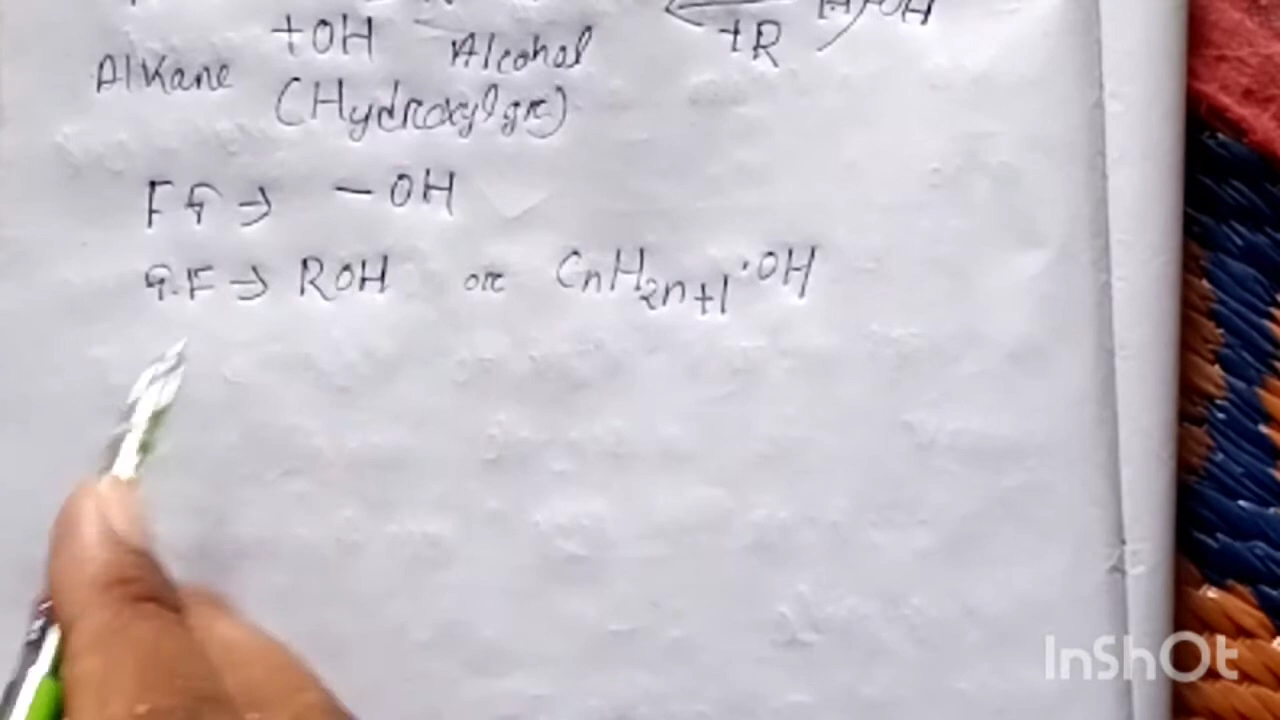 +OH Alcohol +R
Alkane
(Hydroxyl gr)
FG → - OH
G.F → ROH or CnH2n+1·OH
InShOt